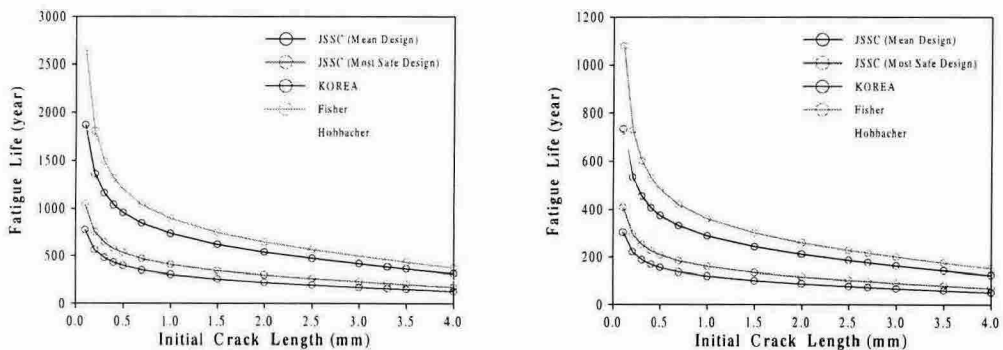 3000
2500
2000
1500
1000
500
0
Fatigue Life (year)
JSSC (Mean Design)
JSSC (Most Safe Design)
KOREA
Fisher
Hobbacher
0.0 0.5 1.0 1.5 2.0 2.5 3.0 3.5 4.0
Initial Crack Length (mm)
1200
1000
800
600
400
200
0
Fatigue Life (year)
JSSC (Mean Design)
JSSC (Most Safe Design)
KOREA
Fisher
Hobbacher
0.0 0.5 1.0 1.5 2.0 2.5 3.0 3.5 4.0
Initial Crack Length (mm)